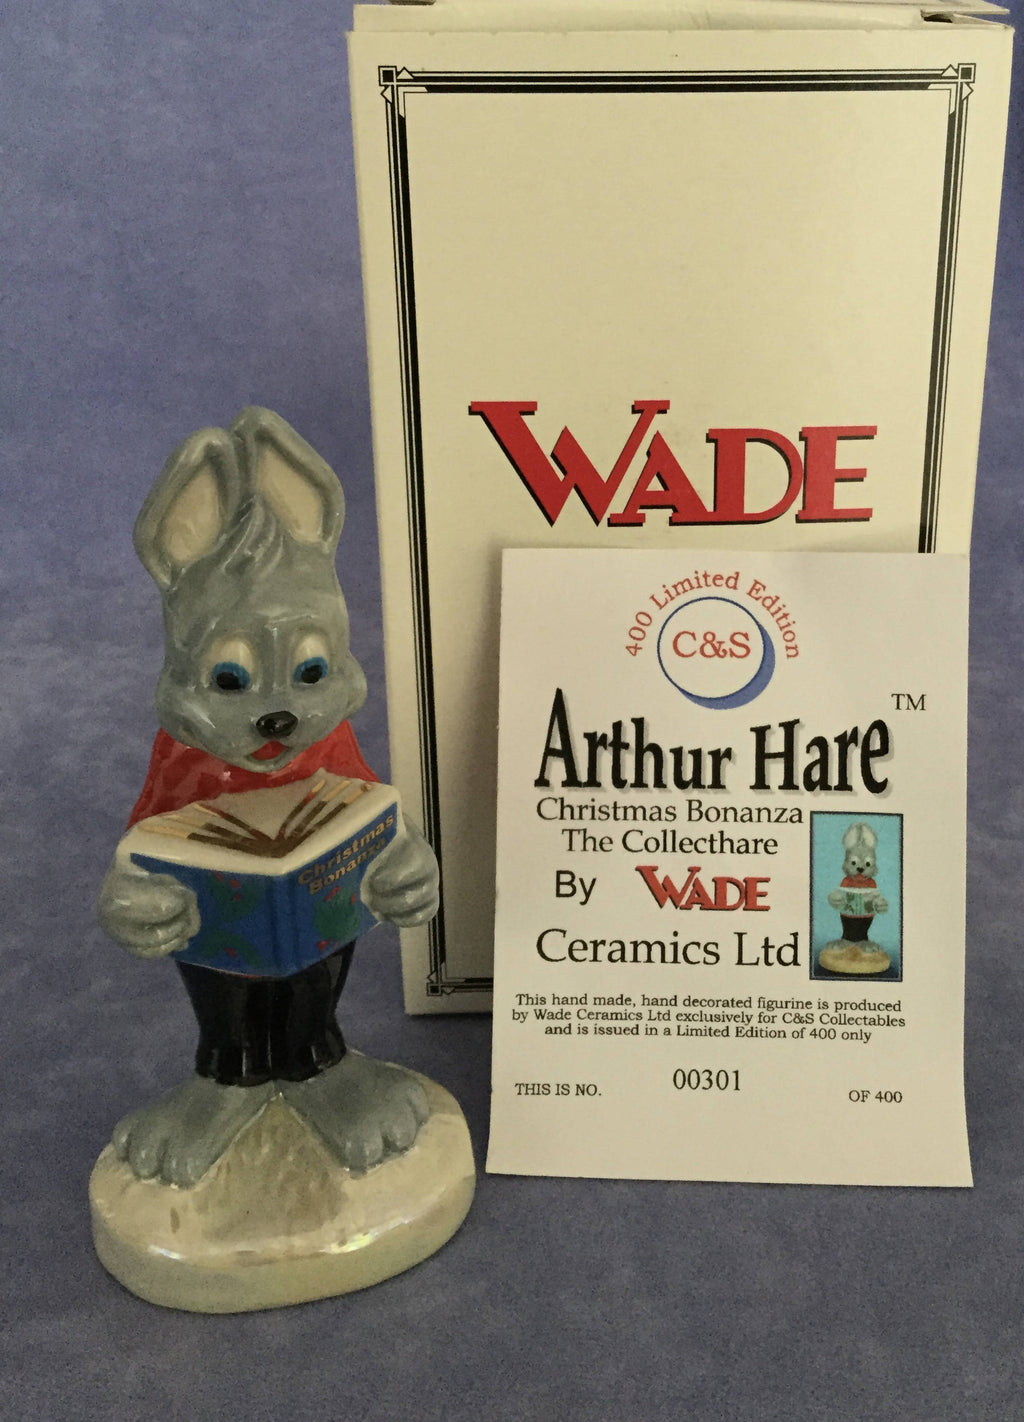 WADE
400 Limited Edition
C&S
Arthur Hare™
Christmas Bonanza
The Collecthare
By WADE
Ceramics Ltd
This hand made, hand decorated figurine is produced
by Wade Ceramics Ltd exclusively for C&S Collectables
and is issued in a Limited Edition of 400 only
THIS IS NO. 00301 OF 400
Christmas
Bonanza